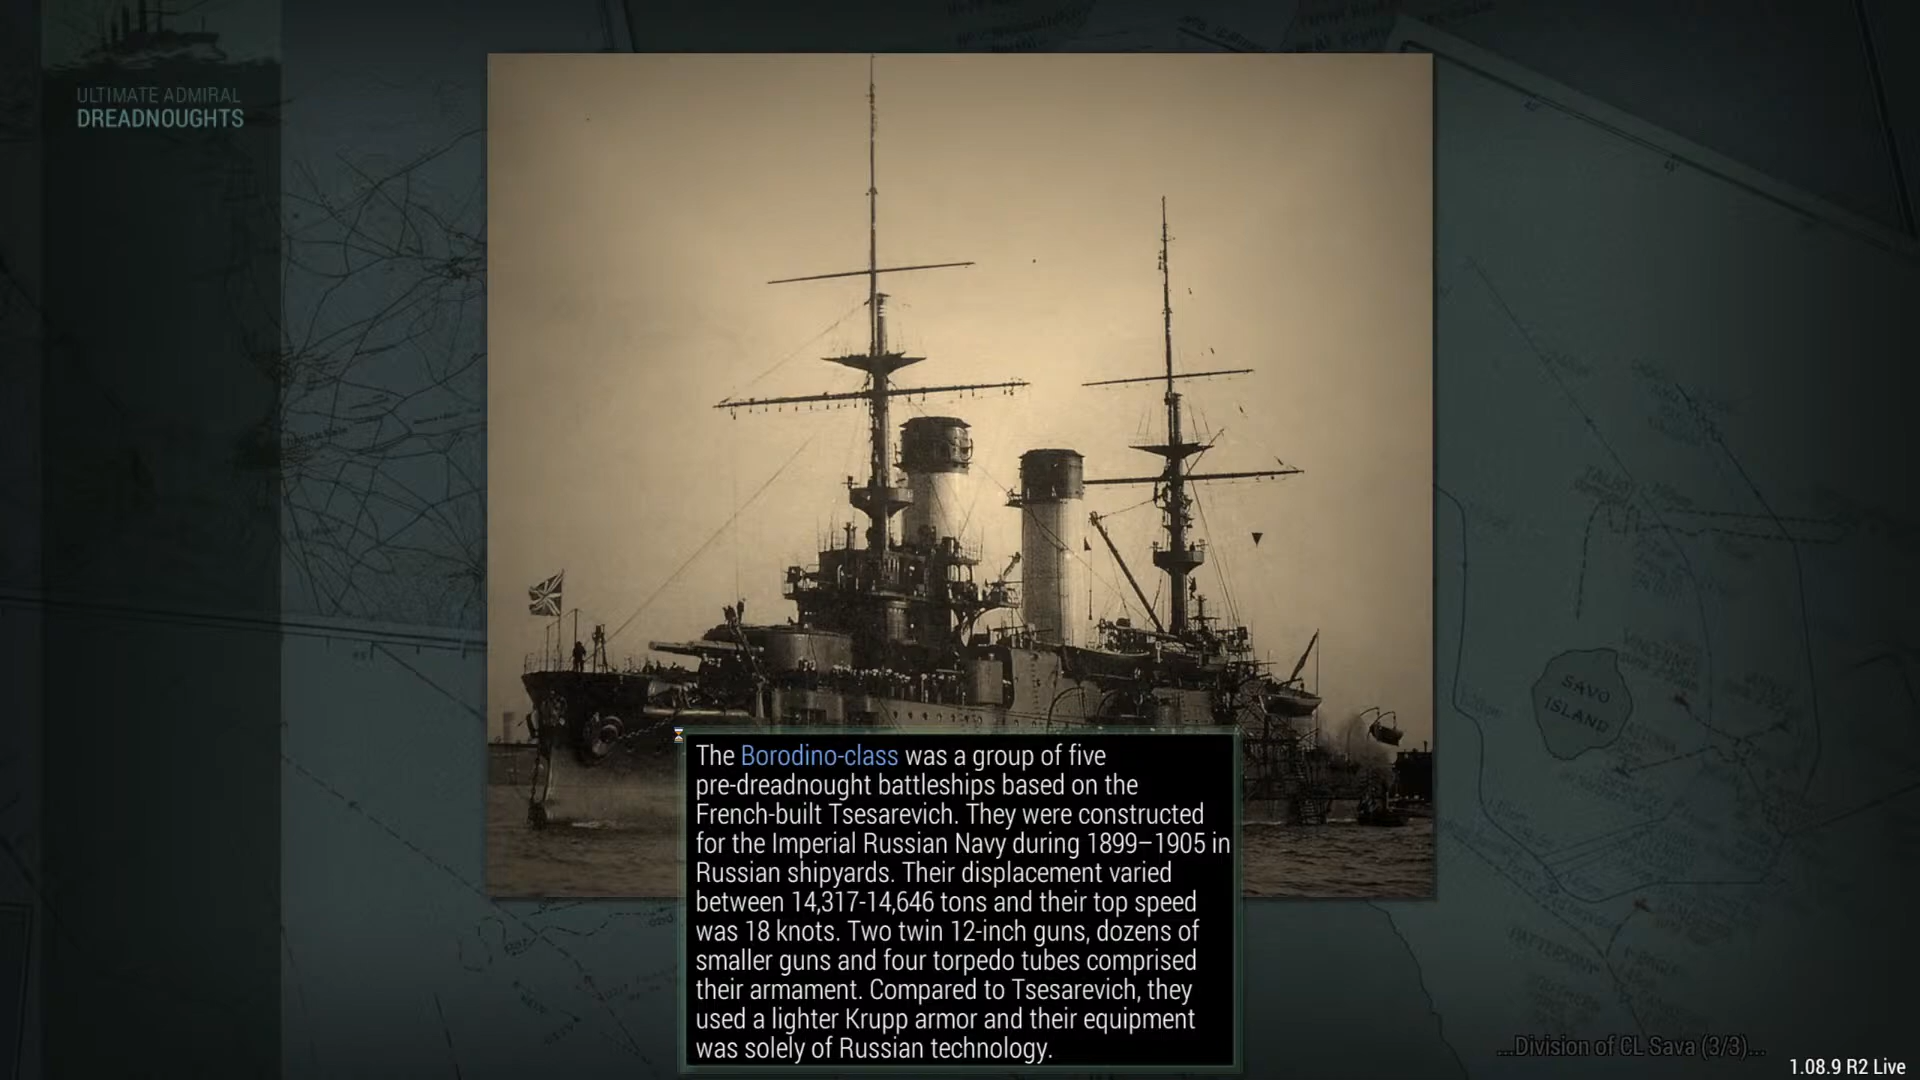 ULTIMATE ADMIRAL
DREADNOUGHTS
SAVO
ISLAND
The Borodino-class was a group of five
pre-dreadnought battleships based on the
French-built Tsesarevich. They were constructed
for the Imperial Russian Navy during 1899–1905 in
Russian shipyards. Their displacement varied
between 14,317-14,646 tons and their top speed
was 18 knots. Two twin 12-inch guns, dozens of
smaller guns and four torpedo tubes comprised
their armament. Compared to Tsesarevich, they
used a lighter Krupp armor and their equipment
was solely of Russian technology.
...Division of CL Sava (3/3)...
1.08.9 R2 Live